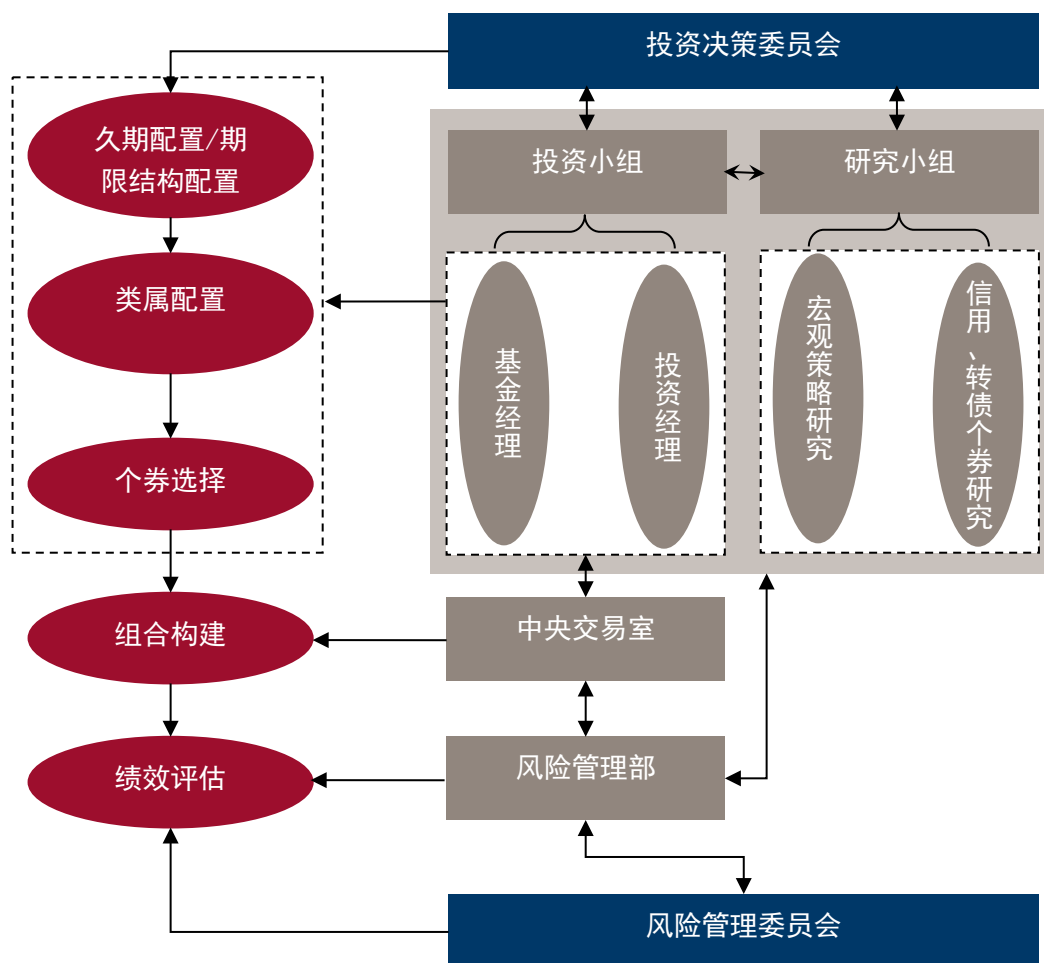 投资决策委员会
久期配置/期
限结构配置
投资小组
研究小组
类属配置
基金经理
投资经理
宏观策略研究
信用、转债个券研究
个券选择
组合构建
中央交易室
绩效评估
风险管理部
风险管理委员会